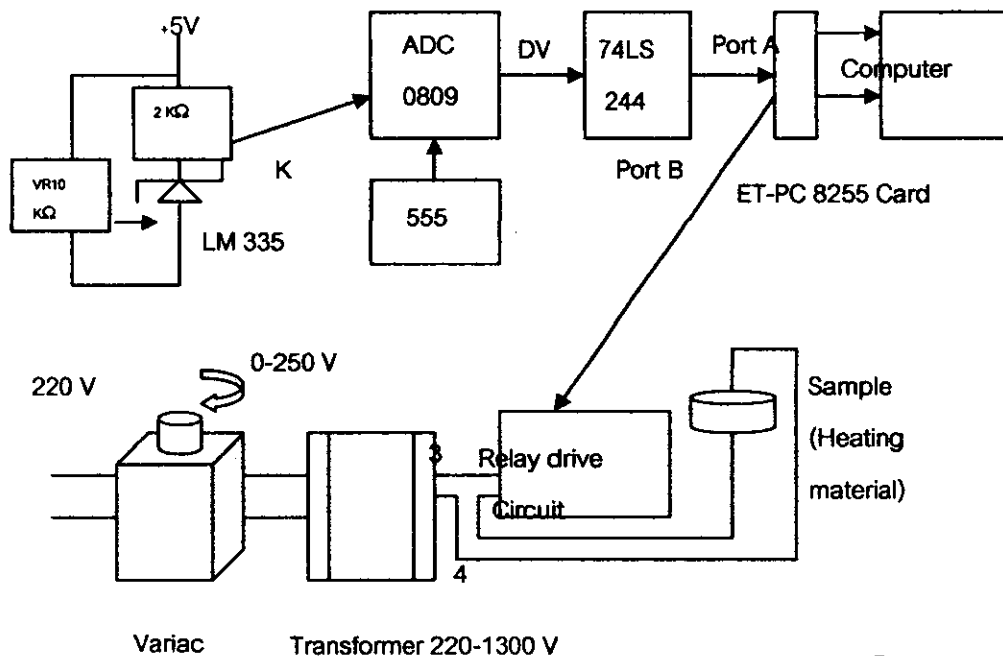 +5V
2 KΩ
VR10
KΩ
LM 335
K
ADC
0809
555
DV
74LS
244
Port A
Port B
Computer
ET-PC 8255 Card
220 V
0-250 V
3
4
Relay drive
Circuit
Sample
(Heating
material)
Variac
Transformer 220-1300 V